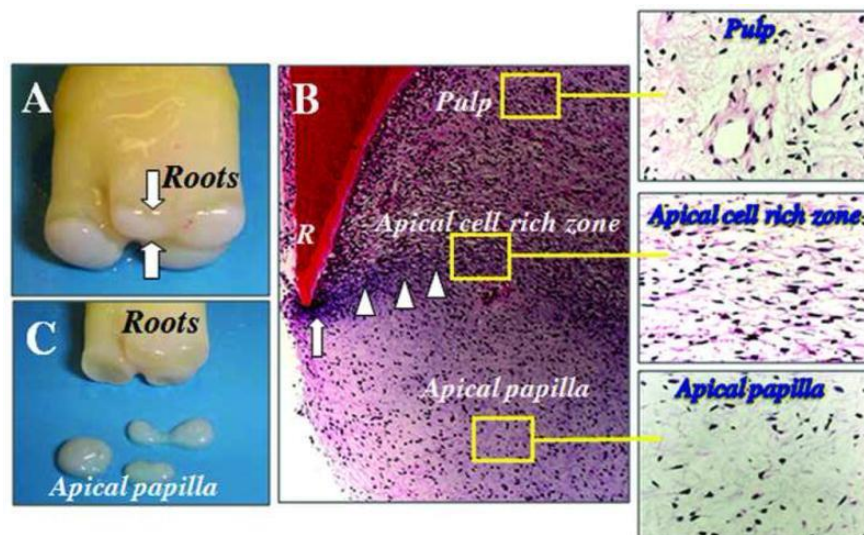 A
Roots
C
Roots
Apical papilla
B
Pulp
R
Apical cell rich zone
Apical papilla
Pulp
Apical cell rich zone
Apical papilla